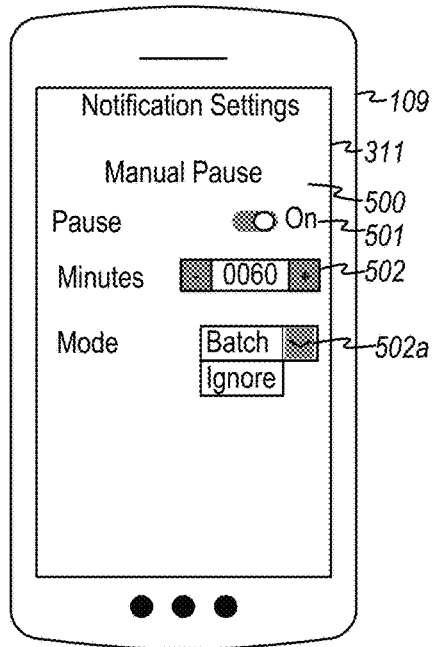 Notification Settings
109
311
Manual Pause
500
Pause On 501
Minutes 0060 + 502
Mode Batch 502a
Ignore